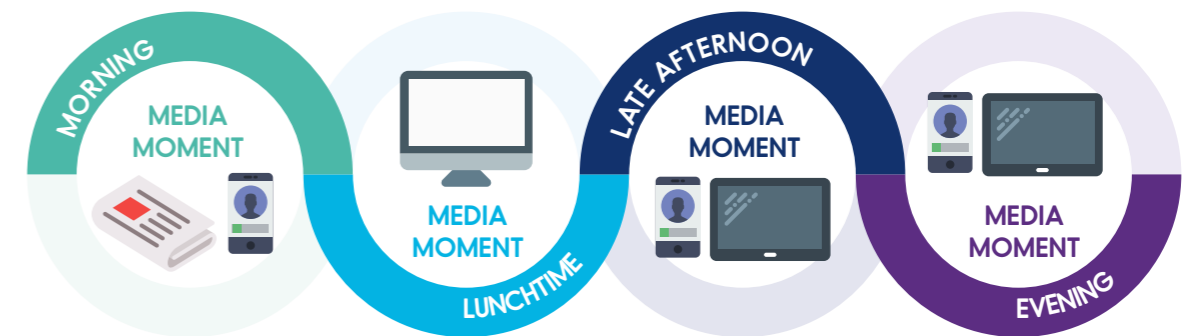 MORNING
MEDIA
MOMENT
MEDIA
MOMENT
LUNCHTIME
LATE AFTERNOON
MEDIA
MOMENT
MEDIA
MOMENT
EVENING